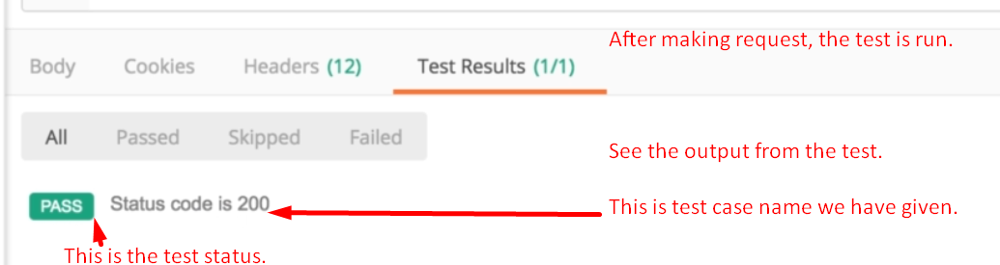 After making request, the test is run.
Body Cookies Headers (12) Test Results (1/1)
All Passed Skipped Failed
See the output from the test.
PASS Status code is 200
This is test case name we have given.
This is the test status.